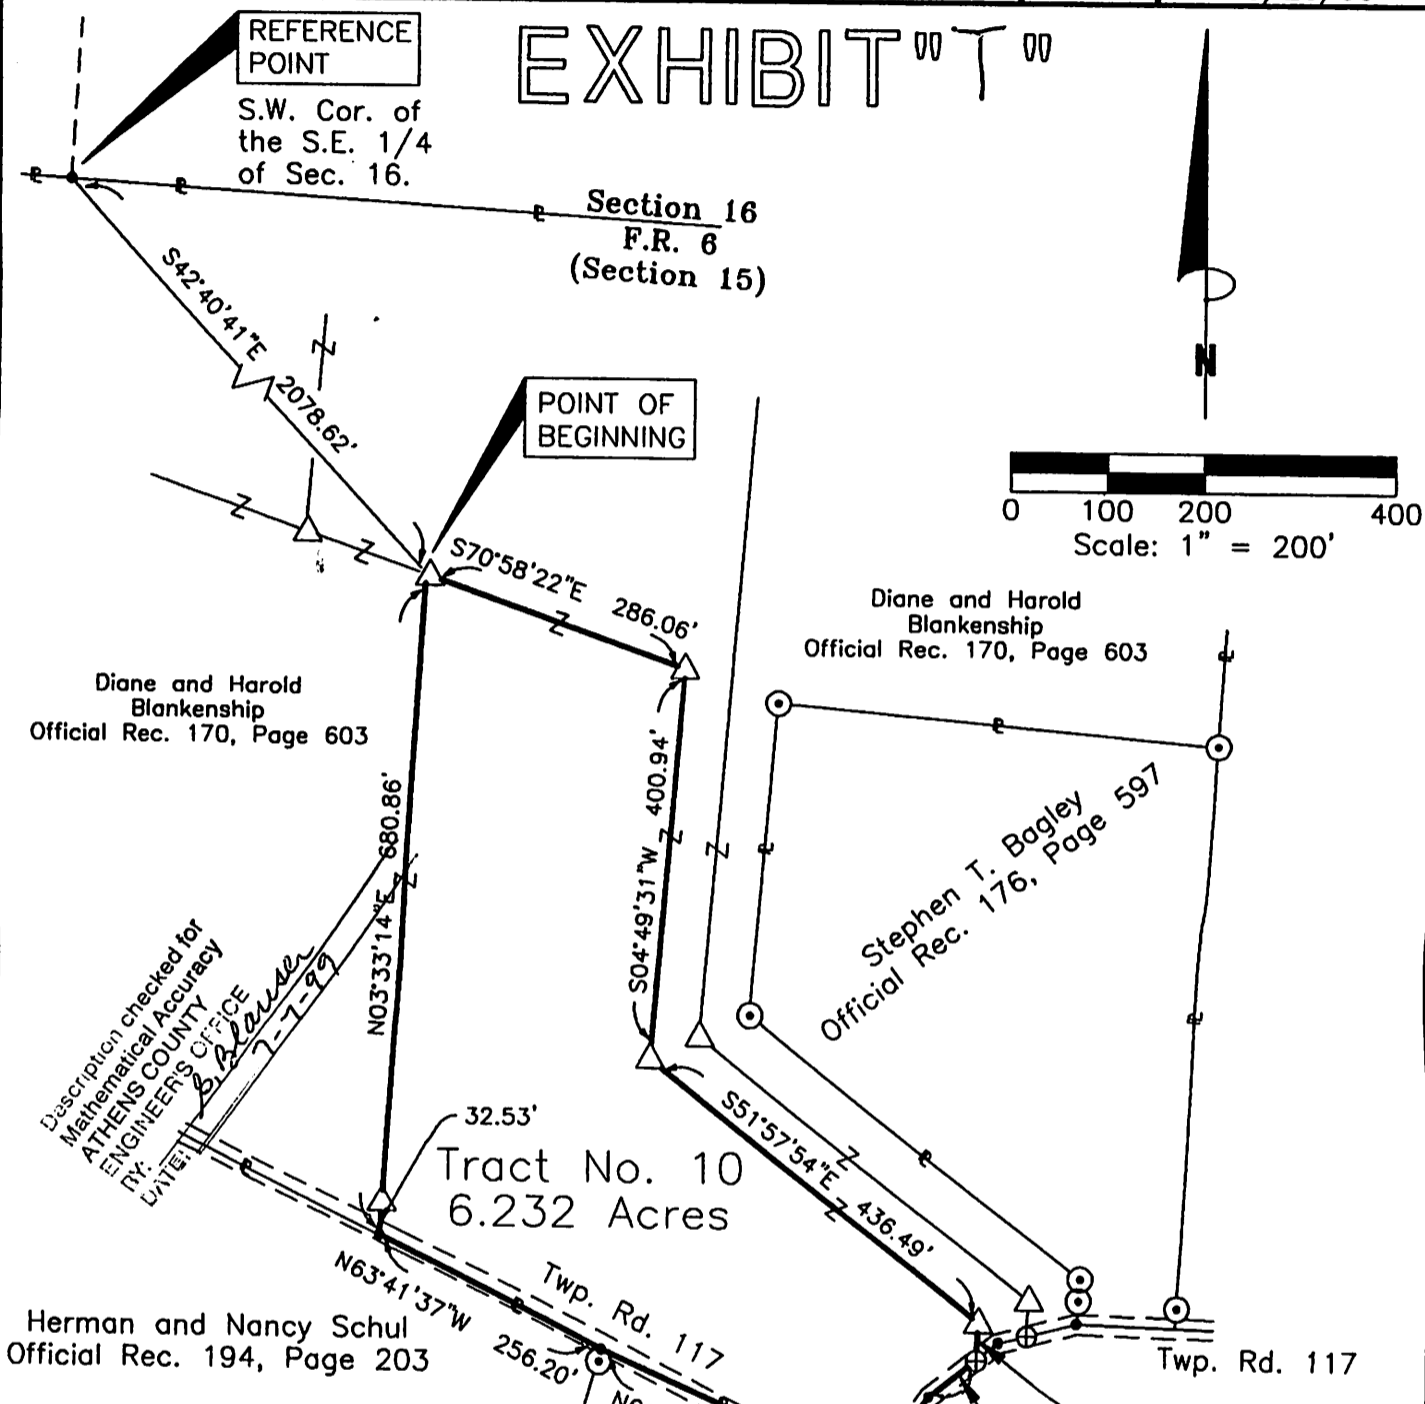 EXHIBIT "T"
REFERENCE
POINT
S.W. Cor. of
the S.E. 1/4
of Sec. 16.
Section 16
F.R. 6
(Section 15)
S42°40'41"E 2078.62'
N
POINT OF
BEGINNING
0 100 200 400
Scale: 1" = 200'
S70°58'22"E 286.06'
Diane and Harold
Blankenship
Official Rec. 170, Page 603
Diane and Harold
Blankenship
Official Rec. 170, Page 603
N03°33'14"E 680.86'
S04°49'31"W 400.94'
Stephen T. Bagley
Official Rec. 176, Page 597
Description checked for
Mathematical Accuracy
ATHENS COUNTY
ENGINEER'S OFFICE
BY: Blauser
DATE: 7-7-99
32.53'
Tract No. 10
6.232 Acres
S51°57'54"E 436.49'
N63°41'37"W 256.20'
Twp. Rd. 117
Herman and Nancy Schul
Official Rec. 194, Page 203
Twp. Rd. 117